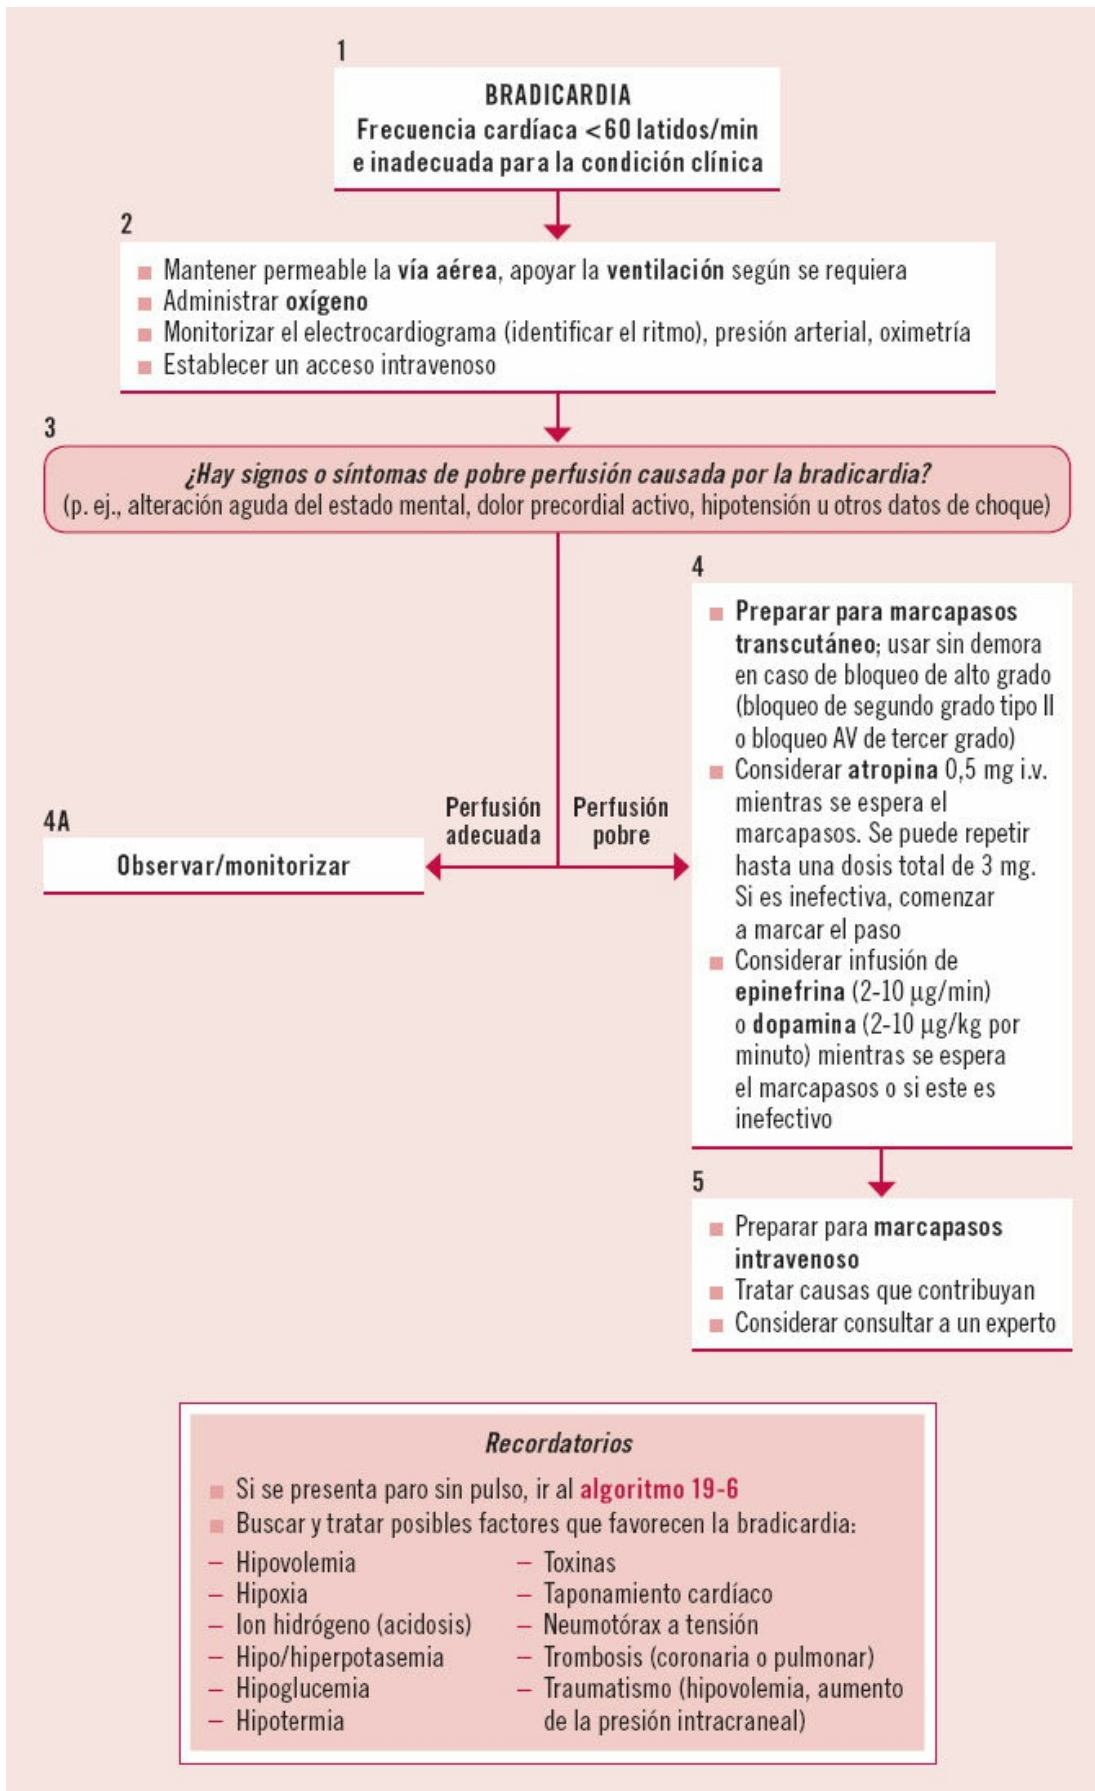 1
BRADICARDIA
Frecuencia cardíaca <60 latidos/min
e inadecuada para la condición clínica
2
■ Mantener permeable la vía aérea, apoyar la ventilación según se requiera
■ Administrar oxígeno
■ Monitorizar el electrocardiograma (identificar el ritmo), presión arterial, oximetría
■ Establecer un acceso intravenoso
3
¿Hay signos o síntomas de pobre perfusión causada por la bradicardia?
(p. ej., alteración aguda del estado mental, dolor precordial activo, hipotensión u otros datos de choque)
4A
Observar/monitorizar
Perfusión
adecuada
Perfusión
pobre
4
■ Preparar para marcapasos
transcutáneo; usar sin demora
en caso de bloqueo de alto grado
(bloqueo de segundo grado tipo II
o bloqueo AV de tercer grado)
■ Considerar atropina 0,5 mg i.v.
mientras se espera el
marcapasos. Se puede repetir
hasta una dosis total de 3 mg.
Si es inefectiva, comenzar
a marcar el paso
■ Considerar infusión de
epinefrina (2-10 µg/min)
o dopamina (2-10 µg/kg por
minuto) mientras se espera
el marcapasos o si este es
inefectivo
5
■ Preparar para marcapasos
intravenoso
■ Tratar causas que contribuyan
■ Considerar consultar a un experto
Recordatorios
■ Si se presenta paro sin pulso, ir al algoritmo 19-6
■ Buscar y tratar posibles factores que favorecen la bradicardia:
– Hipovolemia
– Hipoxia
– Ion hidrógeno (acidosis)
– Hipo/hiperpotasemia
– Hipoglucemia
– Hipotermia
– Toxinas
– Taponamiento cardíaco
– Neumotórax a tensión
– Trombosis (coronaria o pulmonar)
– Traumatismo (hipovolemia, aumento
de la presión intracraneal)